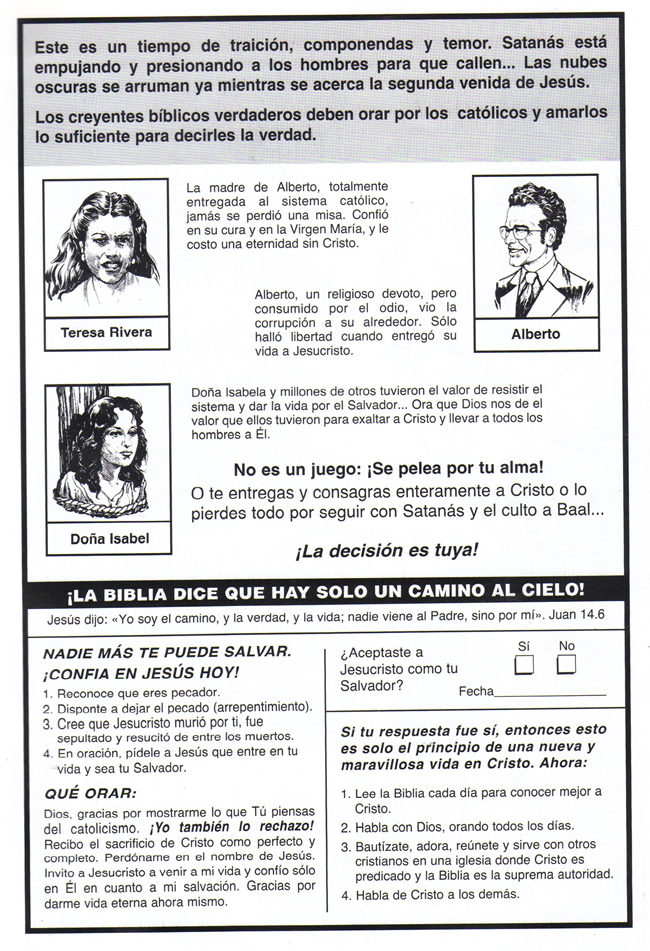 Este es un tiempo de traición, componendas y temor. Satanás está
empujando y presionando a los hombres para que callen... Las nubes
oscuras se arruman ya mientras se acerca la segunda venida de Jesús.
Los creyentes bíblicos verdaderos deben orar por los católicos y amarlos
lo suficiente para decirles la verdad.
Teresa Rivera
La madre de Alberto, totalmente
entregada al sistema católico,
jamás se perdió una misa. Confió
en su cura y en la Virgen María, y le
costo una eternidad sin Cristo.
Alberto, un religioso devoto, pero
consumido por el odio, vio la
corrupción a su alrededor. Sólo
halló libertad cuando entregó su
vida a Jesucristo.
Alberto
Doña Isabel
Doña Isabela y millones de otros tuvieron el valor de resistir el
sistema y dar la vida por el Salvador... Ora que Dios nos de el
valor que ellos tuvieron para exaltar a Cristo y llevar a todos los
hombres a Él.
No es un juego: ¡Se pelea por tu alma!
O te entregas y consagras enteramente a Cristo o lo
pierdes todo por seguir con Satanás y el culto a Baal...
¡La decisión es tuya!
¡LA BIBLIA DICE QUE HAY SOLO UN CAMINO AL CIELO!
Jesús dijo: «Yo soy el camino, y la verdad, y la vida; nadie viene al Padre, sino por mí». Juan 14.6
NADIE MÁS TE PUEDE SALVAR.
¡CONFIA EN JESÚS HOY!
1. Reconoce que eres pecador.
2. Disponte a dejar el pecado (arrepentimiento).
3. Cree que Jesucristo murió por ti, fue
sepultado y resucitó de entre los muertos.
4. En oración, pídele a Jesús que entre en tu
vida y sea tu Salvador.
QUÉ ORAR:
Dios, gracias por mostrarme lo que Tú piensas
del catolicismo. ¡Yo también lo rechazo!
Recibo el sacrificio de Cristo como perfecto y
completo. Perdóname en el nombre de Jesús.
Invito a Jesucristo a venir a mi vida y confío sólo
en Él en cuanto a mi salvación. Gracias por
darme vida eterna ahora mismo.
¿Aceptaste a
Jesucristo como tu
Salvador?
Sí No
Fecha
Si tu respuesta fue sí, entonces esto
es solo el principio de una nueva y
maravillosa vida en Cristo. Ahora:
1. Lee la Biblia cada día para conocer mejor a
Cristo.
2. Habla con Dios, orando todos los días.
3. Bautízate, adora, reúnete y sirve con otros
cristianos en una iglesia donde Cristo es
predicado y la Biblia es la suprema autoridad.
4. Habla de Cristo a los demás.